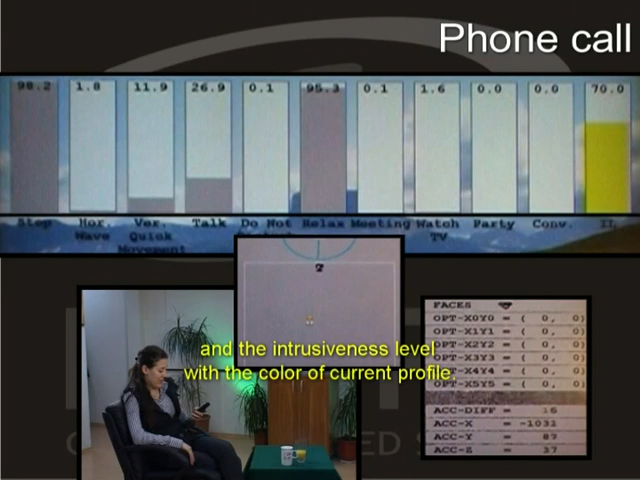 Phone call
98.2 1.8 11.9 26.9 0.1 95.3 0.1 1.6 0.0 0.0 70.0
Stop Hor. Ver. Talk Do Not Relax Meeting Watch Party Conv. IL
Wave Quick TV
Movement
FACES
OPT-X0Y0 = ( 0, 0)
OPT-X1Y1 = ( 0, 0)
OPT-X2Y2 = ( 0, 0)
OPT-X3Y3 = ( 0, 0)
OPT-X4Y4 = ( 0, 0)
OPT-X5Y5 = ( 0, 0)
and the intrusiveness level
with the color of current profile.
ACC-DIFF = 16
ACC-X = -1031
ACC-Y = 87
ACC-Z = 37